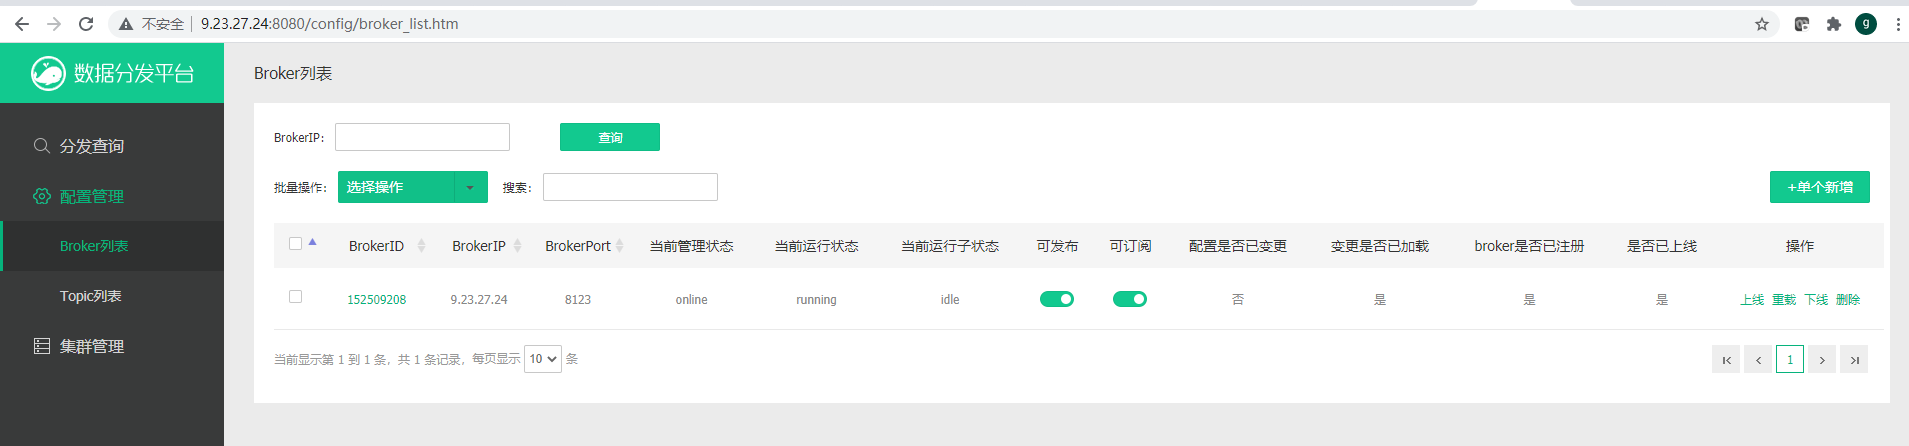 不安全 9.23.27.24:8080/config/broker_list.htm
g
数据分发平台
分发查询
配置管理
Broker列表
Topic列表
集群管理
Broker列表
BrokerIP: 查询
批量操作: 选择操作 搜索: +单个新增
BrokerID BrokerIP BrokerPort 当前管理状态 当前运行状态 当前运行子状态 可发布 可订阅 配置是否已变更 变更是否已加载 broker是否已注册 是否已上线 操作
152509208 9.23.27.24 8123 online running idle 否 是 是 是 上线 重载 下线 删除
当前显示第 1 到 1 条，共 1 条记录，每页显示 10 条 1